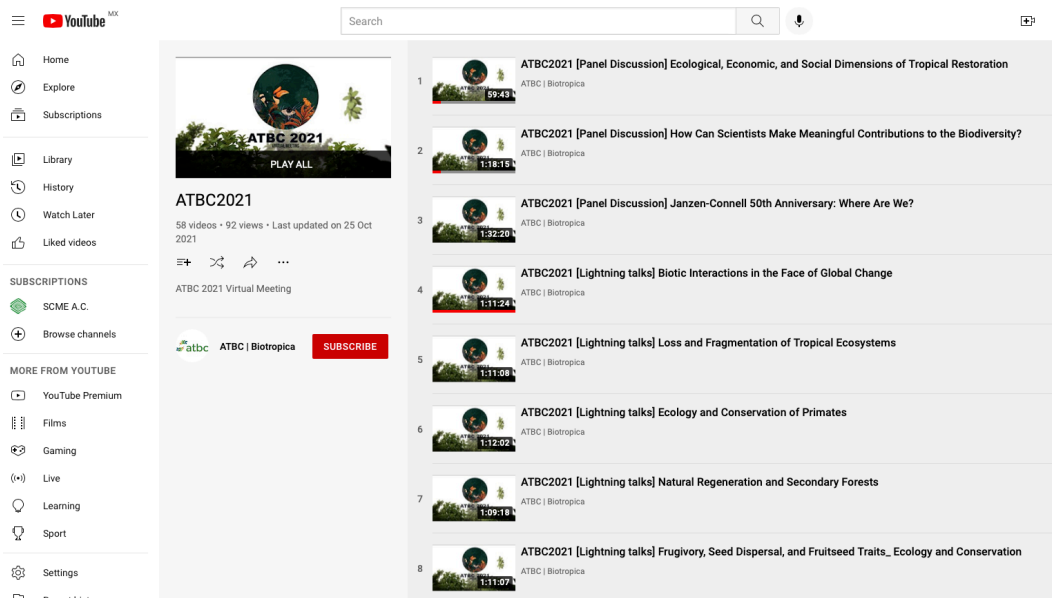 YouTube MX
Search
Home
Explore
Subscriptions
Library
History
Watch Later
Liked videos
SUBSCRIPTIONS
SCME A.C.
Browse channels
MORE FROM YOUTUBE
YouTube Premium
Films
Gaming
Live
Learning
Sport
Settings
ATBC 2021
PLAY ALL
ATBC2021
58 videos • 92 views • Last updated on 25 Oct
2021
ATBC 2021 Virtual Meeting
atbc
ATBC | Biotropica
SUBSCRIBE
1
59:43
ATBC2021 [Panel Discussion] Ecological, Economic, and Social Dimensions of Tropical Restoration
ATBC | Biotropica
2
1:18:15
ATBC2021 [Panel Discussion] How Can Scientists Make Meaningful Contributions to the Biodiversity?
ATBC | Biotropica
3
1:32:20
ATBC2021 [Panel Discussion] Janzen-Connell 50th Anniversary: Where Are We?
ATBC | Biotropica
4
1:11:24
ATBC2021 [Lightning talks] Biotic Interactions in the Face of Global Change
ATBC | Biotropica
5
1:11:08
ATBC2021 [Lightning talks] Loss and Fragmentation of Tropical Ecosystems
ATBC | Biotropica
6
1:12:02
ATBC2021 [Lightning talks] Ecology and Conservation of Primates
ATBC | Biotropica
7
1:09:18
ATBC2021 [Lightning talks] Natural Regeneration and Secondary Forests
ATBC | Biotropica
8
1:11:07
ATBC2021 [Lightning talks] Frugivory, Seed Dispersal, and Fruitseed Traits_ Ecology and Conservation
ATBC | Biotropica